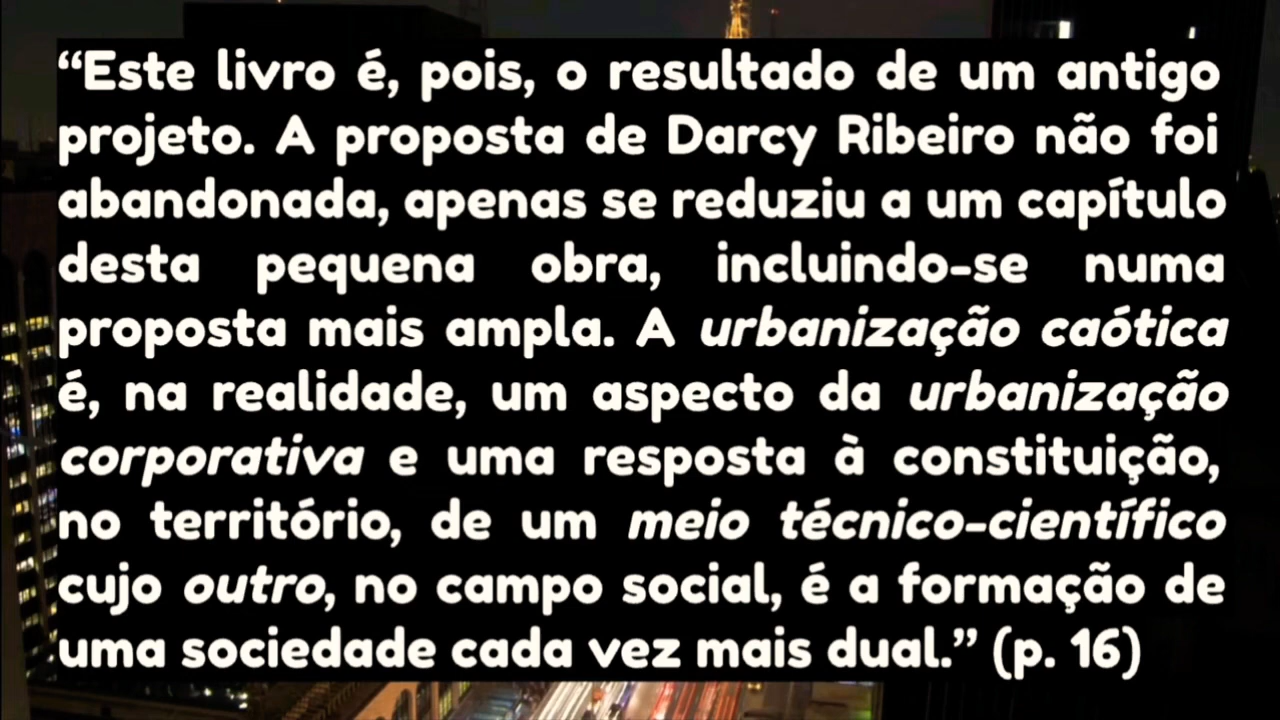 “Este livro é, pois, o resultado de um antigo
projeto. A proposta de Darcy Ribeiro não foi
abandonada, apenas se reduziu a um capítulo
desta pequena obra, incluindo-se numa
proposta mais ampla. A urbanização caótica
é, na realidade, um aspecto da urbanização
corporativa e uma resposta à constituição,
no território, de um meio técnico-científico
cujo outro, no campo social, é a formação de
uma sociedade cada vez mais dual.” (p. 16)